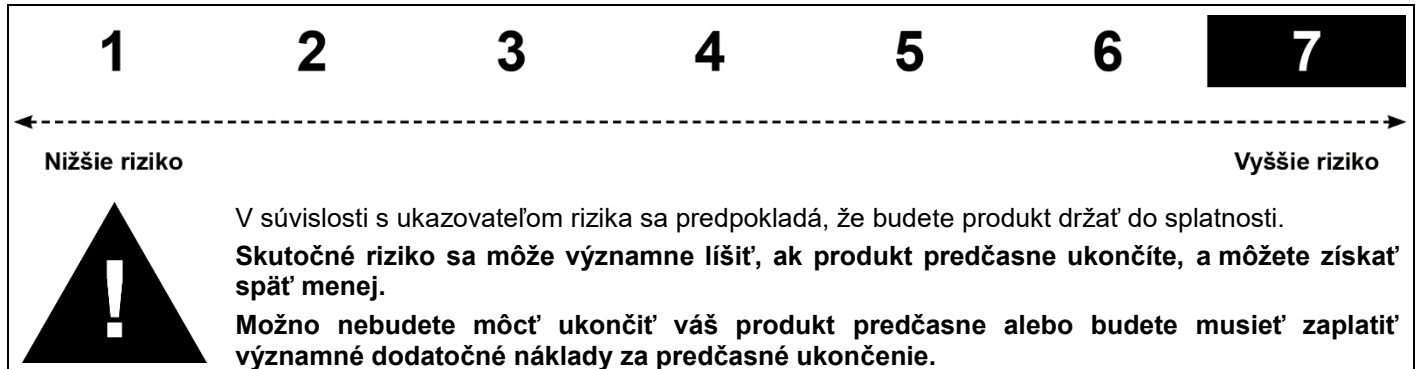 1 2 3 4 5 6 7
Nižšie riziko Vyššie riziko
!
V súvislosti s ukazovateľom rizika sa predpokladá, že budete produkt držať do splatnosti.
Skutočné riziko sa môže významne líšiť, ak produkt predčasne ukončíte, a môžete získať
späť menej.
Možno nebudete môcť ukončiť váš produkt predčasne alebo budete musieť zaplatiť
významné dodatočné náklady za predčasné ukončenie.